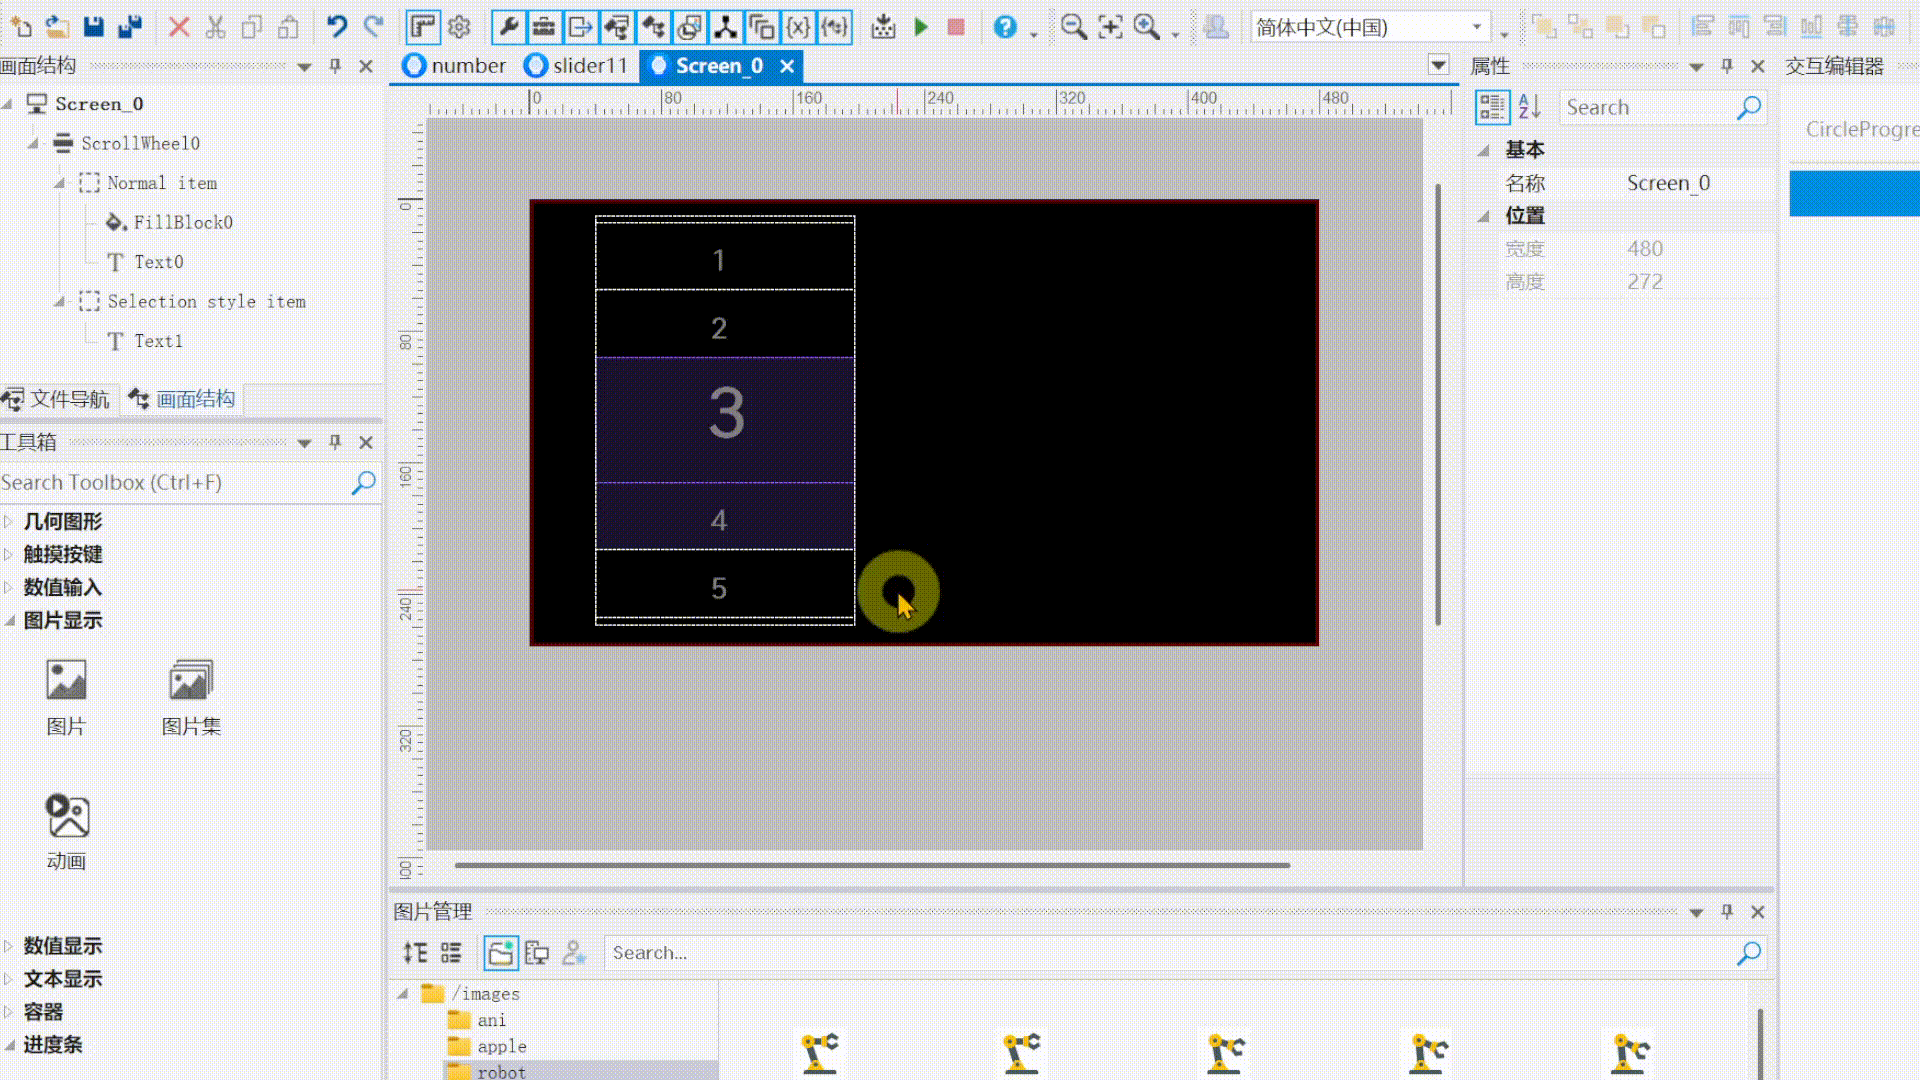 简体中文(中国)
画面结构
number
slider11
Screen_0
属性
交互编辑器
Screen_0
ScrollWheel0
Normal item
FillBlock0
Text0
Selection style item
Text1
文件导航
画面结构
工具箱
Search Toolbox (Ctrl+F)
几何图形
触摸按键
数值输入
图片显示
图片
图片集
动画
数值显示
文本显示
容器
进度条
0
80
160
240
320
400
480
0
80
160
240
320
1
2
3
4
5
Search
CircleProgre
基本
名称 Screen_0
位置
宽度 480
高度 272
图片管理
Search...
/images
ani
apple
robot